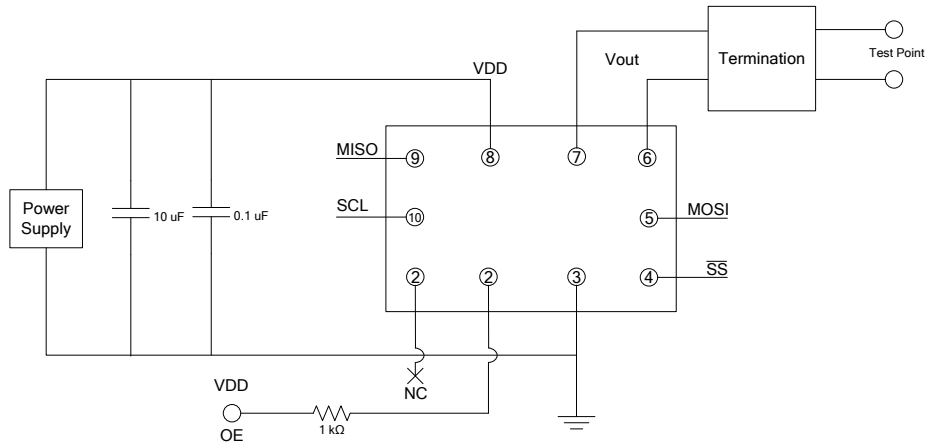 VDD
Vout
Termination
Test Point
MISO
9
8
7
6
SCL
10
5
MOSI
Power
Supply
10 uF
0.1 uF
2
2
3
4
SS
NC
VDD
OE
1 kΩ